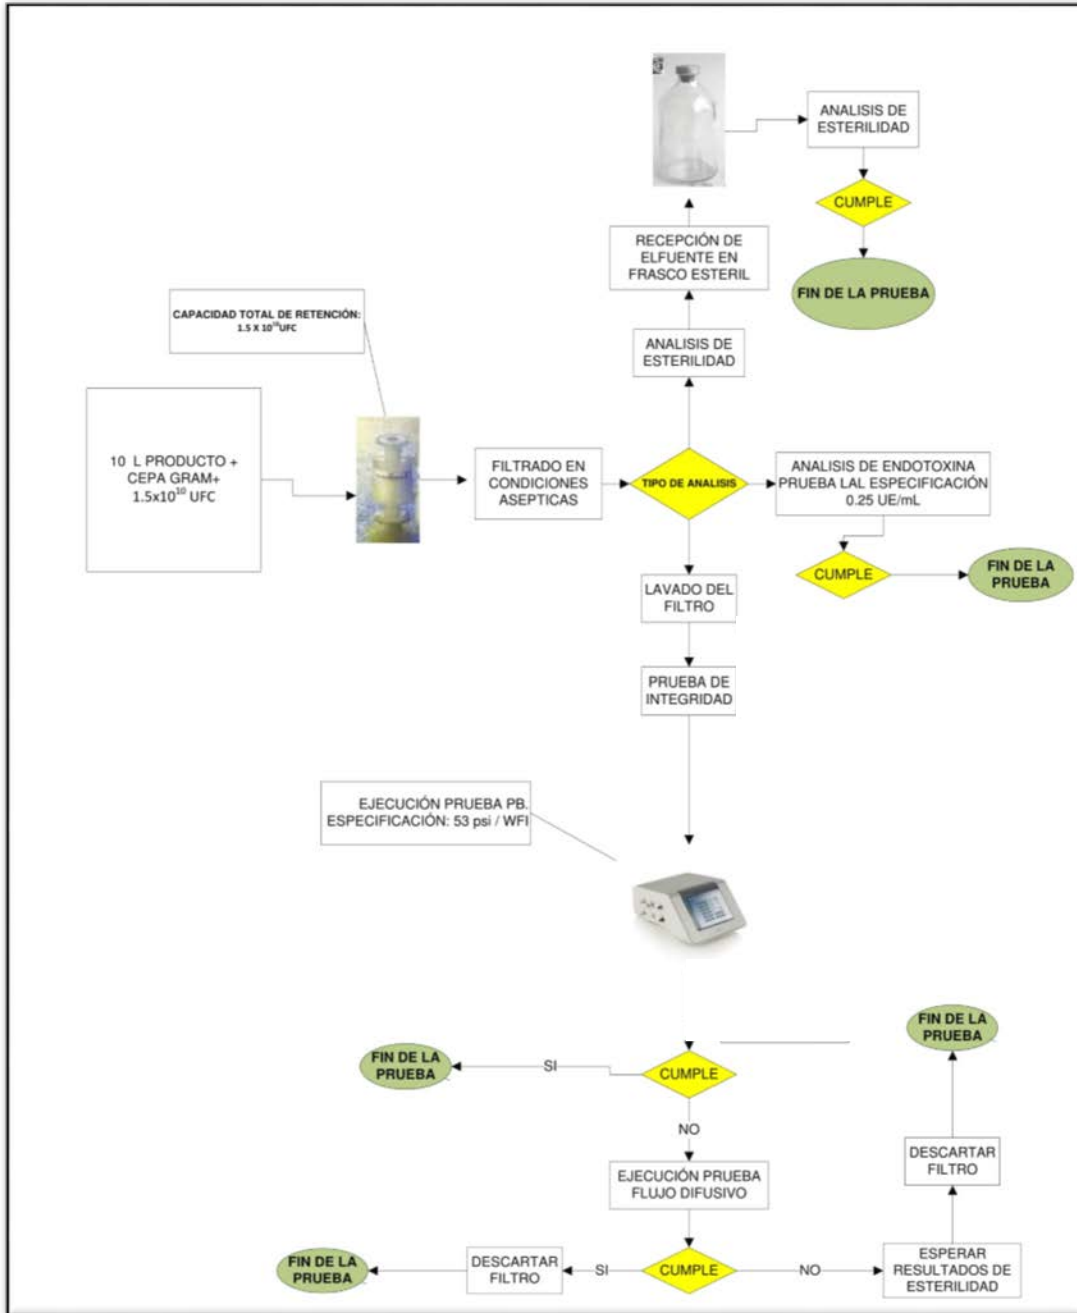 ANALISIS DE
ESTERILIDAD
CUMPLE
FIN DE LA PRUEBA
RECEPCIÓN DE
ELFUENTE EN
FRASCO ESTERIL
ANALISIS DE
ESTERILIDAD
CAPACIDAD TOTAL DE RETENCIÓN:
1.5 X 10¹⁰UFC
10 L PRODUCTO +
CEPA GRAM+
1.5x10¹⁰ UFC
FILTRADO EN
CONDICIONES
ASEPTICAS
TIPO DE ANALISIS
ANALISIS DE ENDOTOXINA
PRUEBA LAL ESPECIFICACIÓN
0.25 UE/mL
CUMPLE
FIN DE LA
PRUEBA
LAVADO DEL
FILTRO
PRUEBA DE
INTEGRIDAD
EJECUCIÓN PRUEBA PB.
ESPECIFICACIÓN: 53 psi / WFI
FIN DE LA
PRUEBA
SI
CUMPLE
FIN DE LA
PRUEBA
NO
EJECUCIÓN PRUEBA
FLUJO DIFUSIVO
DESCARTAR
FILTRO
FIN DE LA
PRUEBA
DESCARTAR
FILTRO
SI
CUMPLE
NO
ESPERAR
RESULTADOS DE
ESTERILIDAD